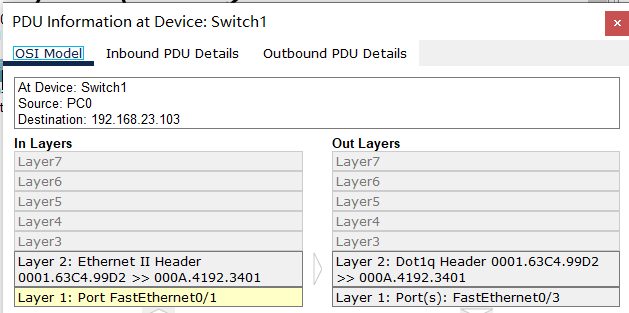 PDU Information at Device: Switch1
OSI Model Inbound PDU Details Outbound PDU Details
At Device: Switch1
Source: PC0
Destination: 192.168.23.103
In Layers
Layer7
Layer6
Layer5
Layer4
Layer3
Layer 2: Ethernet II Header
0001.63C4.99D2 >> 000A.4192.3401
Layer 1: Port FastEthernet0/1
Out Layers
Layer7
Layer6
Layer5
Layer4
Layer3
Layer 2: Dot1q Header 0001.63C4.99D2
>> 000A.4192.3401
Layer 1: Port(s): FastEthernet0/3